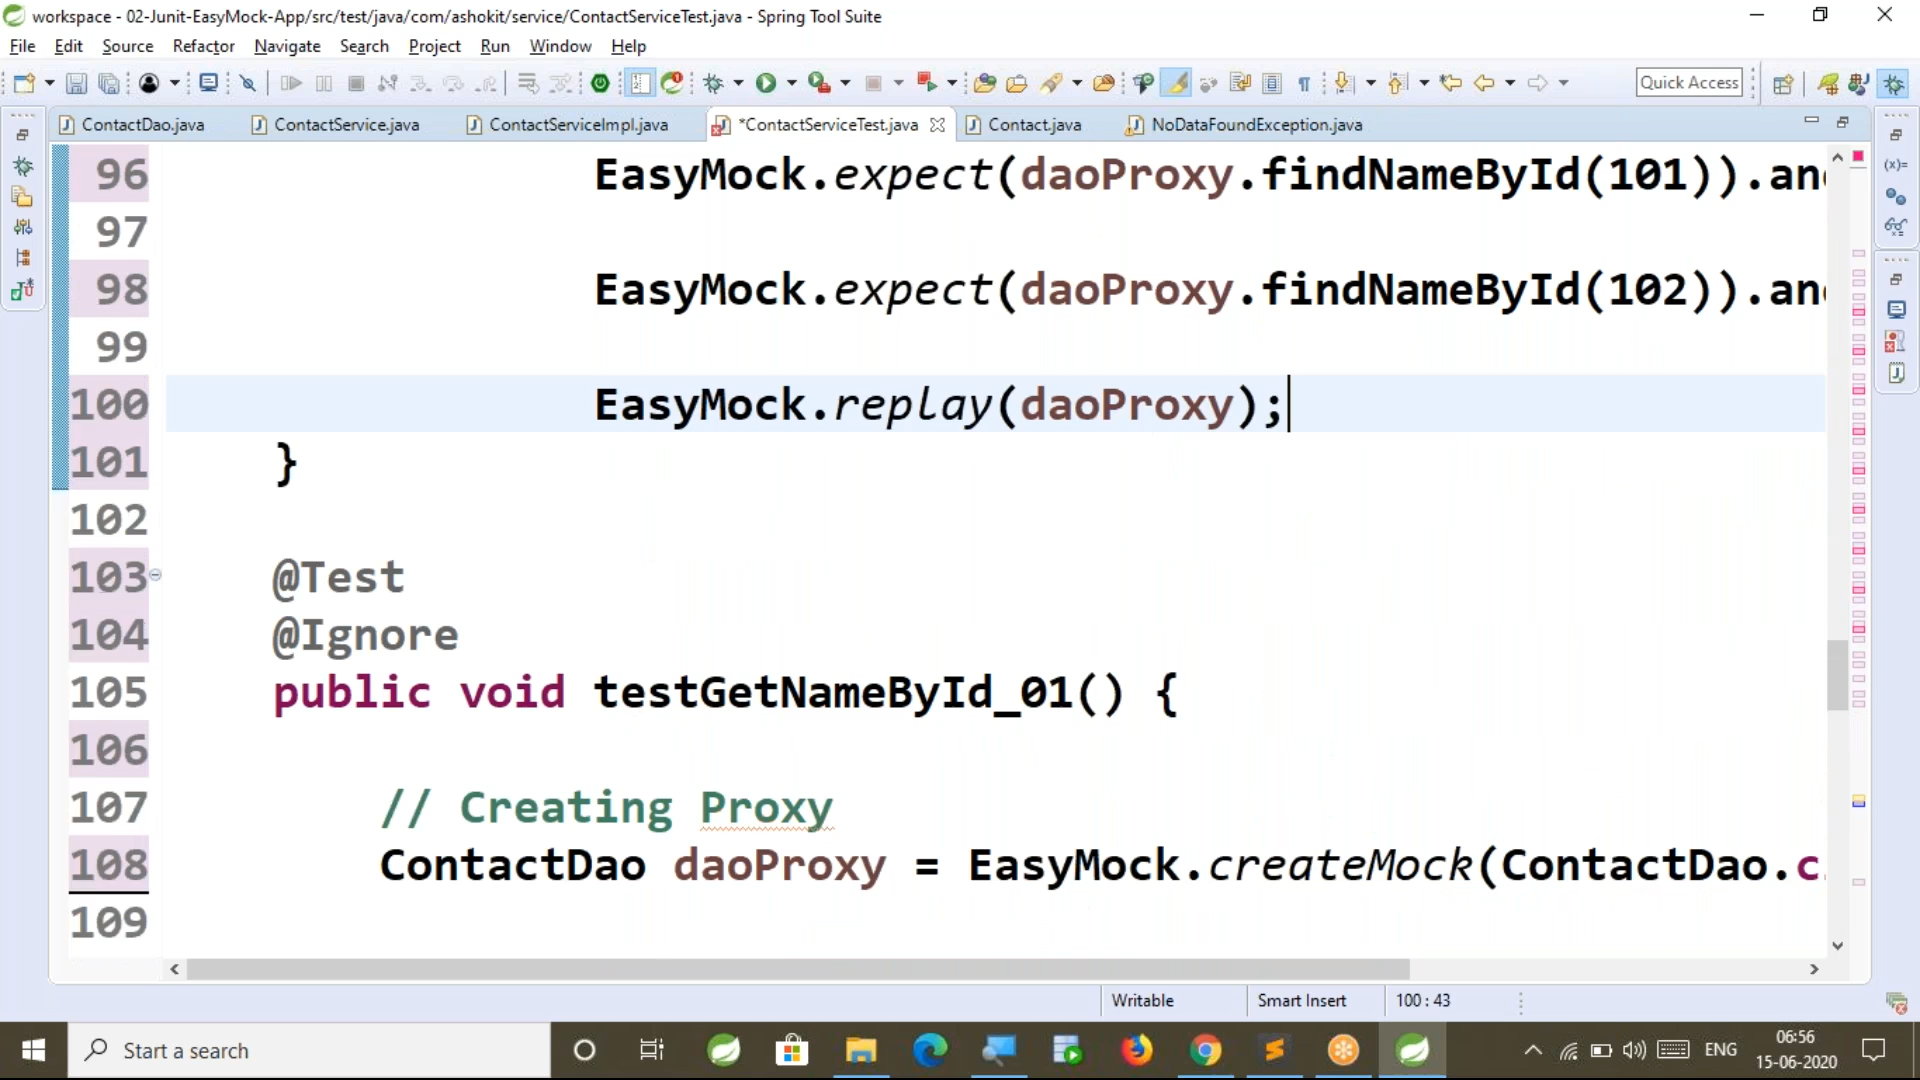 workspace - 02-Junit-EasyMock-App/src/test/java/com/ashokit/service/ContactServiceTest.java - Spring Tool Suite
File Edit Source Refactor Navigate Search Project Run Window Help
Quick Access
ContactDao.java ContactService.java ContactServiceImpl.java *ContactServiceTest.java Contact.java NoDataFoundException.java
96 EasyMock.expect(daoProxy.findNameById(101)).an
97
98 EasyMock.expect(daoProxy.findNameById(102)).an
99
100 EasyMock.replay(daoProxy);
101 }
102
103 @Test
104 @Ignore
105 public void testGetNameById_01() {
106
107 // Creating Proxy
108 ContactDao daoProxy = EasyMock.createMock(ContactDao.c
109
Writable Smart Insert 100 : 43
Start a search
ENG
06:56
15-06-2020